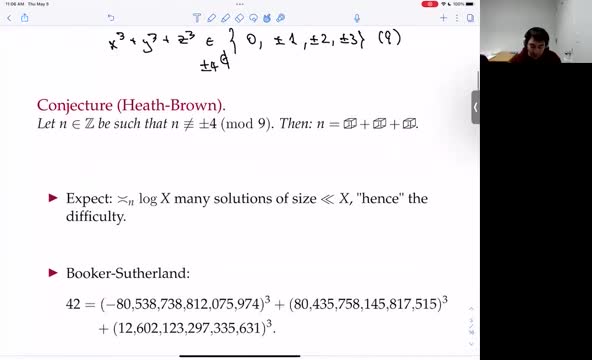 11:06 AM Thu May 9
62%
x³ + y³ + z³ ∈ { 0, ±1, ±2, ±3 } (9)
±4
Conjecture (Heath-Brown).
Let n ∈ ℤ be such that n ≢ ±4 (mod 9). Then: n = + + .
Expect: ≍ₙ log X many solutions of size ≪ X, "hence" the
difficulty.
Booker-Sutherland:
42 = (−80,538,738,812,075,974)³ + (80,435,758,145,817,515)³
+ (12,602,123,297,335,631)³.